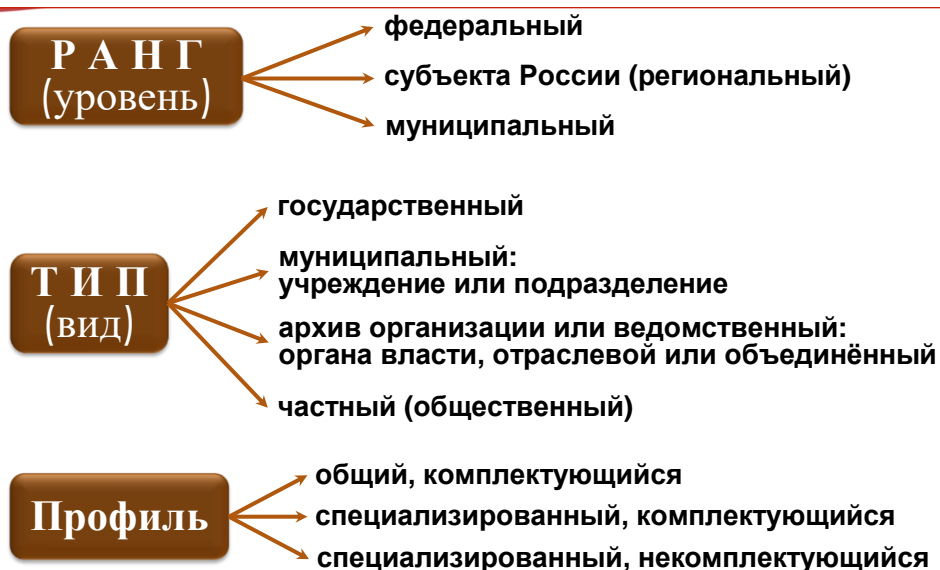 Р А Н Г
(уровень)
федеральный
субъекта России (региональный)
муниципальный
Т И П
(вид)
государственный
муниципальный:
учреждение или подразделение
архив организации или ведомственный:
органа власти, отраслевой или объединённый
частный (общественный)
Профиль
общий, комплектующийся
специализированный, комплектующийся
специализированный, некомплектующийся